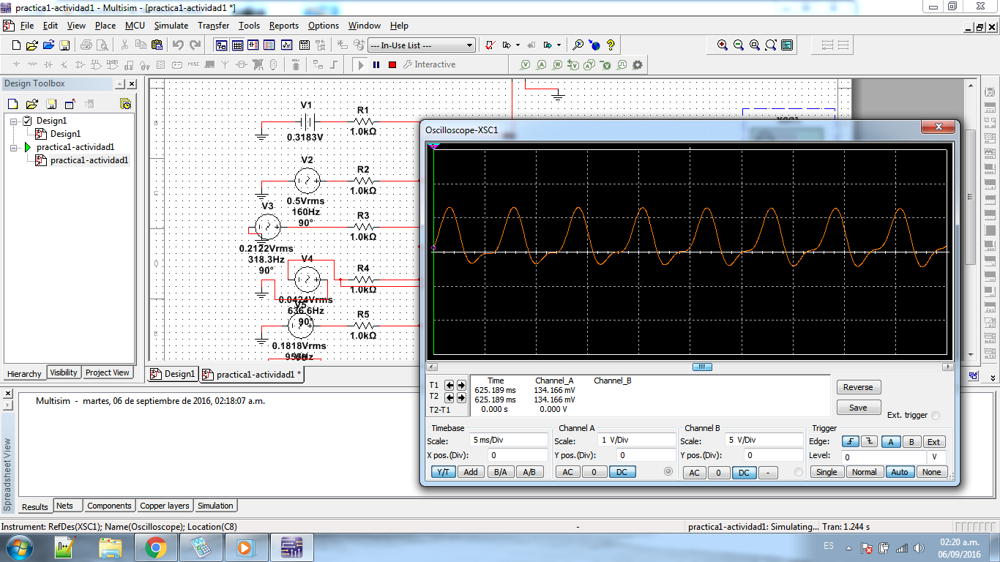 practica1-actividad1 - Multisim - [practica1-actividad1 *]
File Edit View Place MCU Simulate Transfer Tools Reports Options Window Help
--- In-Use List ---
Interactive
Design Toolbox
Design1
Design1
practica1-actividad1
practica1-actividad1
Hierarchy Visibility Project View
V1
0.3183V
R1
1.0kΩ
V2
0.5Vrms
160Hz
90°
R2
1.0kΩ
V3
0.2122Vrms
318.3Hz
90°
R3
1.0kΩ
V4
0.0424Vrms
636.6Hz
90°
R4
1.0kΩ
V5
0.1818Vrms
R5
1.0kΩ
Design1 practica1-actividad1 *
Oscilloscope-XSC1
T1
T2
T2-T1
Time Channel_A Channel_B
625.189 ms 134.166 mV
625.189 ms 134.166 mV
0.000 s 0.000 V
Reverse
Save
Ext. trigger
Timebase
Scale: 5 ms/Div
X pos.(Div): 0
Y/T Add B/A A/B
Channel A
Scale: 1 V/Div
Y pos.(Div): 0
AC 0 DC
Channel B
Scale: 5 V/Div
Y pos.(Div): 0
AC 0 DC -
Trigger
Edge: A B Ext
Level: 0 V
Single Normal Auto None
Multisim - martes, 06 de septiembre de 2016, 02:18:07 a.m.
Spreadsheet View
Results Nets Components Copper layers Simulation
Instrument: RefDes(XSC1); Name(Oscilloscope); Location(C8) - practica1-actividad1: Simulating... Tran: 1.244 s
ES
02:20 a.m.
06/09/2016